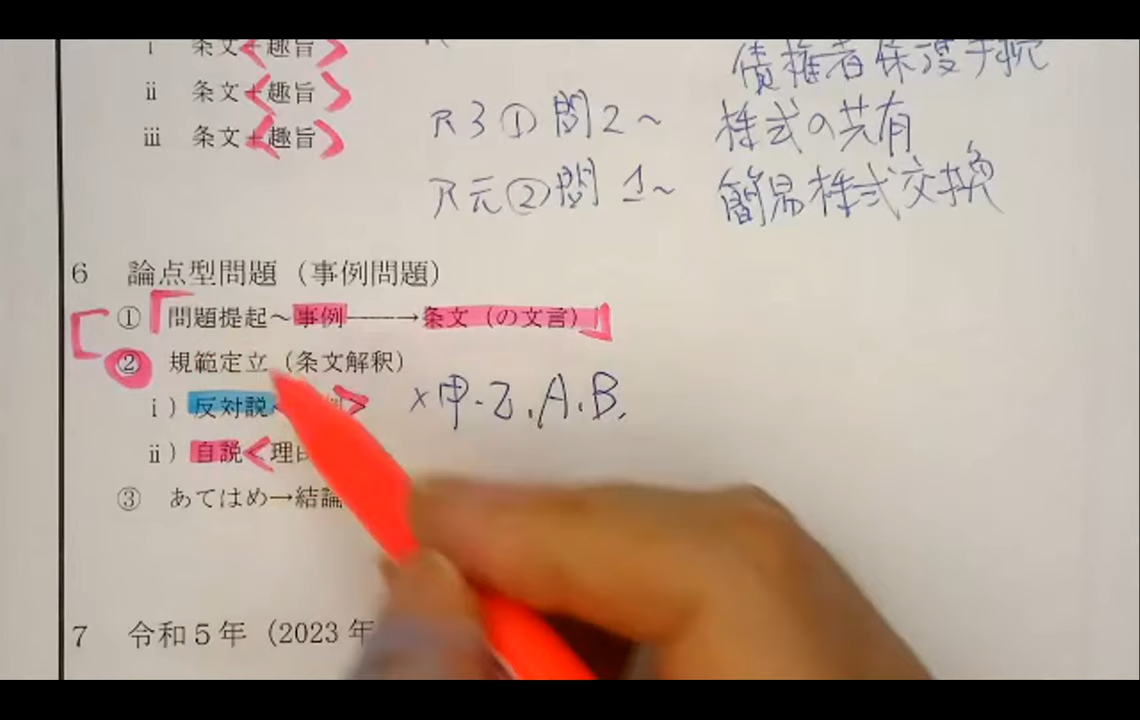 条文+<趣旨>
ii 条文+<趣旨>
iii 条文+<趣旨>
債権者保護手続
R3①問2~ 株式の共有
R元②問1~ 簡易株式交換
6 論点型問題(事例問題)
① 「問題提起~事例──→条文(の文言)」
② 規範定立(条文解釈)
i)反対説<
ii)自説<
③ あてはめ→結論
×甲.乙.A.B.
7 令和5年(2023年